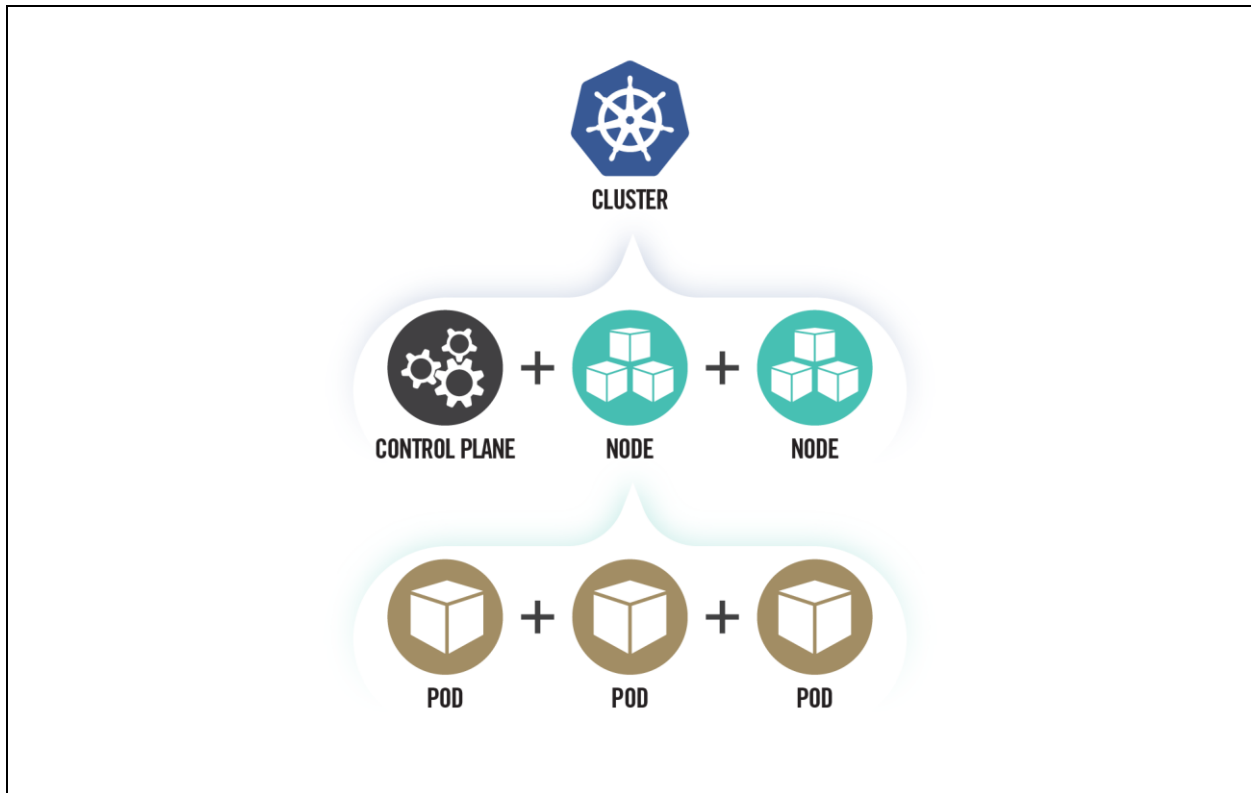 CLUSTER
CONTROL PLANE + NODE + NODE
POD + POD + POD